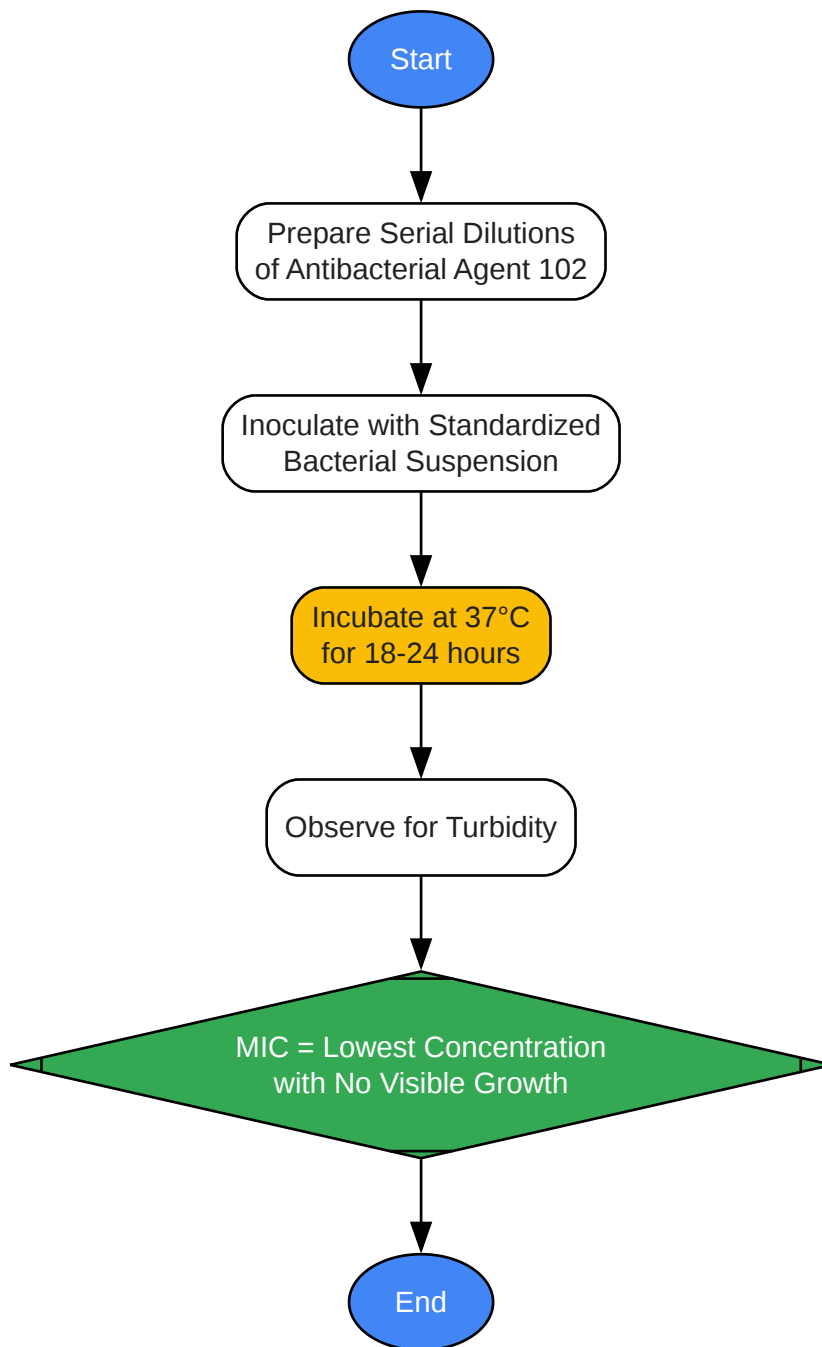 Start
Prepare Serial Dilutions
of Antibacterial Agent 102
Inoculate with Standardized
Bacterial Suspension
Incubate at 37°C
for 18-24 hours
Observe for Turbidity
MIC = Lowest Concentration
with No Visible Growth
End